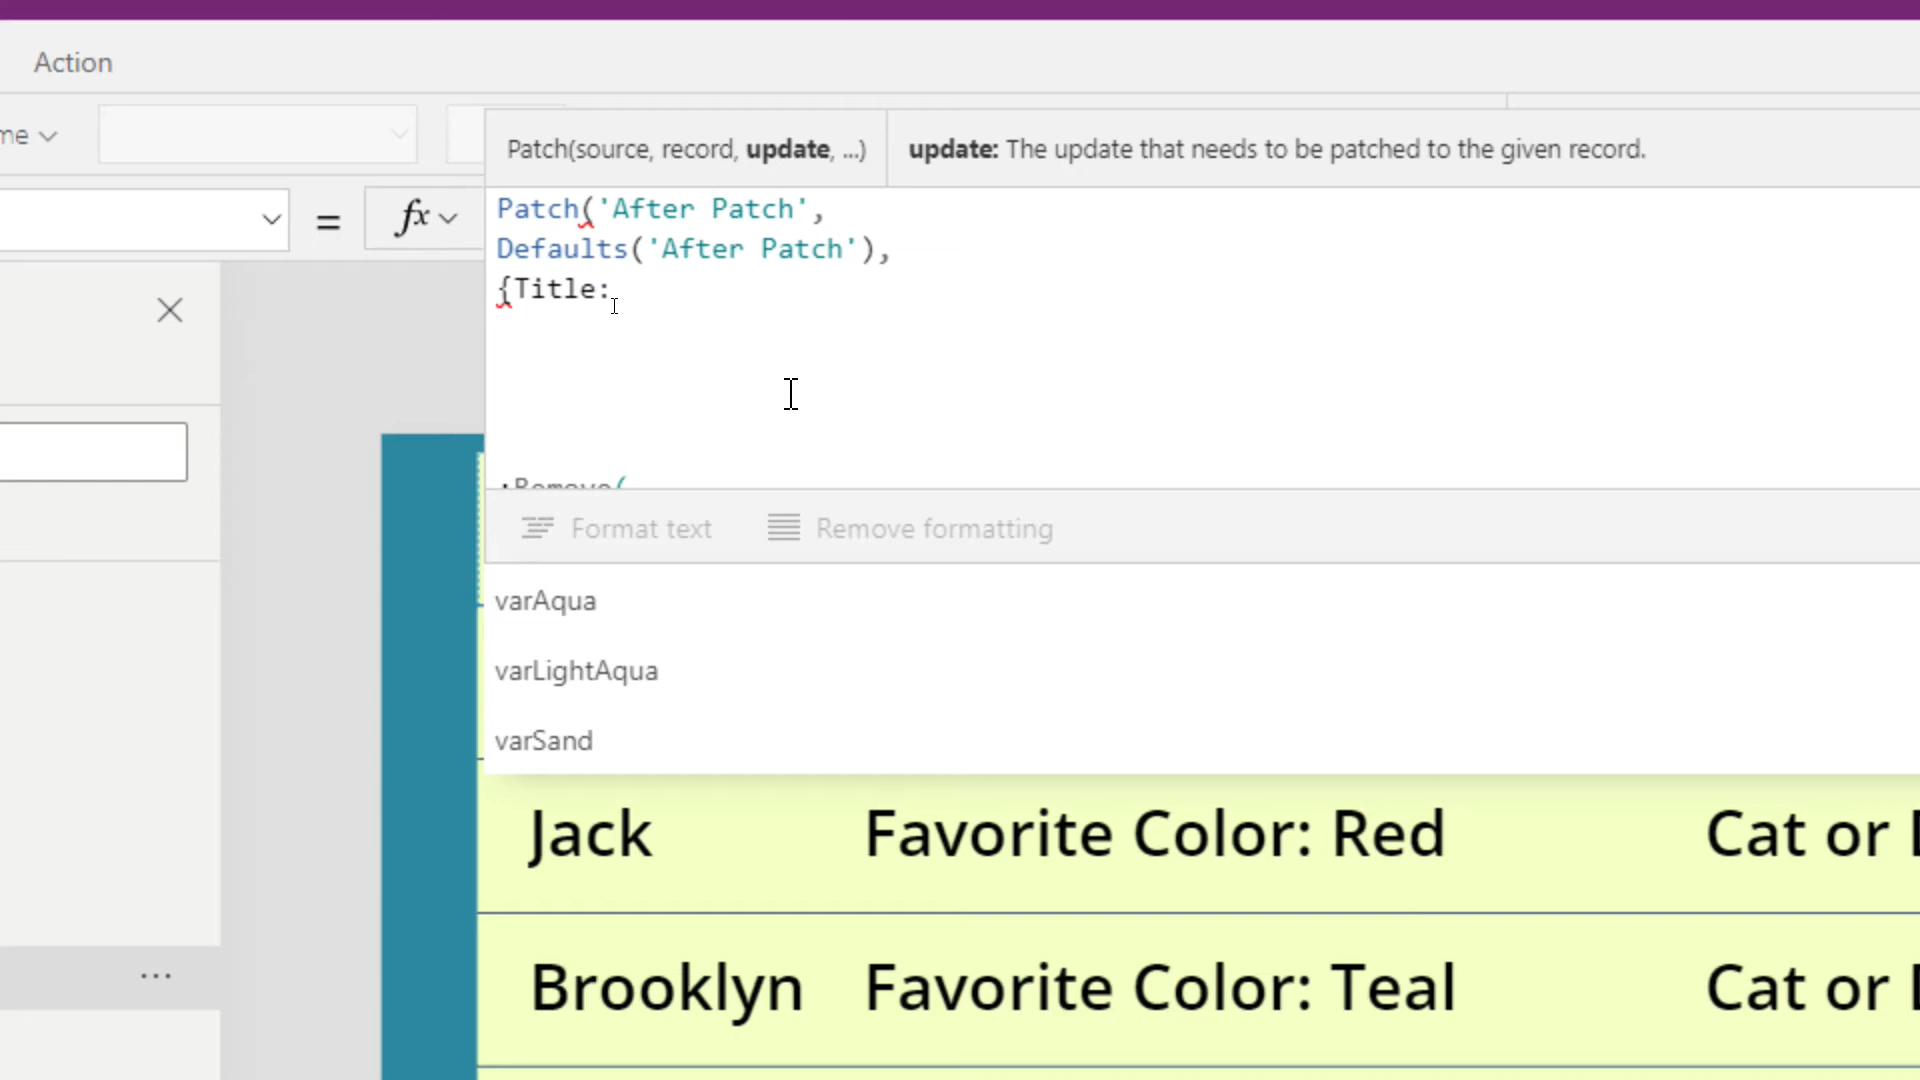 Action
me
Patch(source, record, update, ...)
update: The update that needs to be patched to the given record.
= fx
Patch('After Patch',
Defaults('After Patch'),
{Title:
;Remove(
Format text
Remove formatting
varAqua
varLightAqua
varSand
Jack Favorite Color: Red Cat or
Brooklyn Favorite Color: Teal Cat or